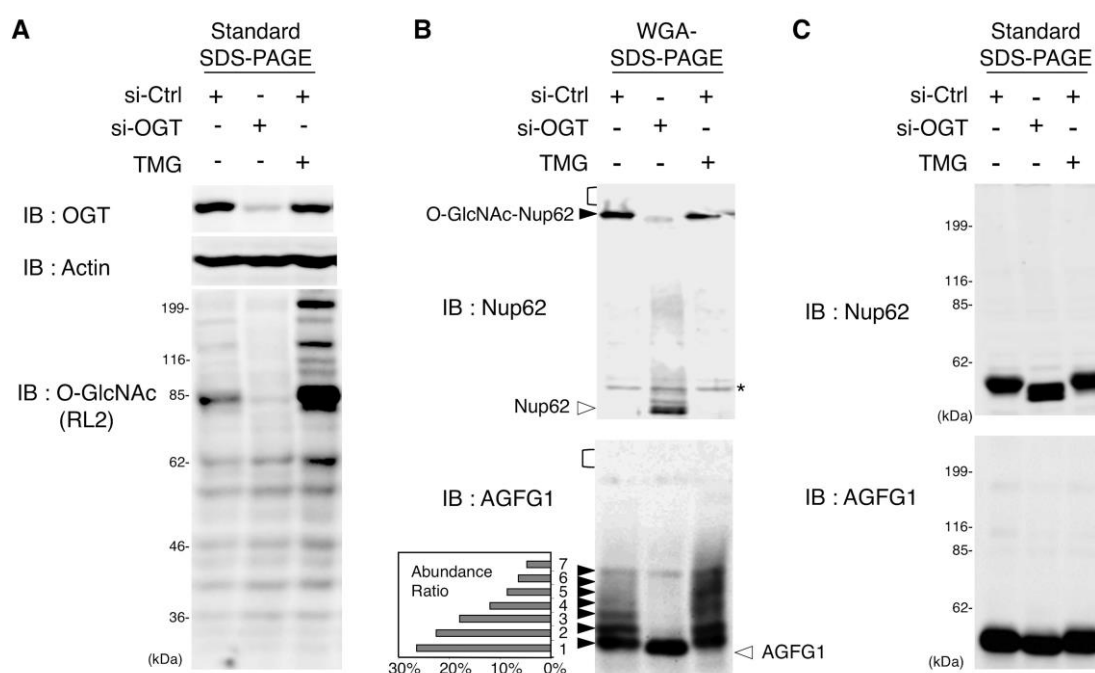 A
Standard
SDS-PAGE
si-Ctrl + - +
si-OGT - + -
TMG - - +
IB : OGT
IB : Actin
199-
116-
IB : O-GlcNAc
(RL2)
85-
62-
46-
36-
(kDa)
B
WGA-
SDS-PAGE
si-Ctrl + - +
si-OGT - + -
TMG - - +
O-GlcNAc-Nup62
IB : Nup62
*
Nup62
IB : AGFG1
Abundance
Ratio
7
6
5
4
3
2
1
30% 20% 10% 0%
AGFG1
C
Standard
SDS-PAGE
si-Ctrl + - +
si-OGT - + -
TMG - - +
199-
116-
85-
IB : Nup62
62-
(kDa)
IB : AGFG1
199-
116-
85-
62-
(kDa)